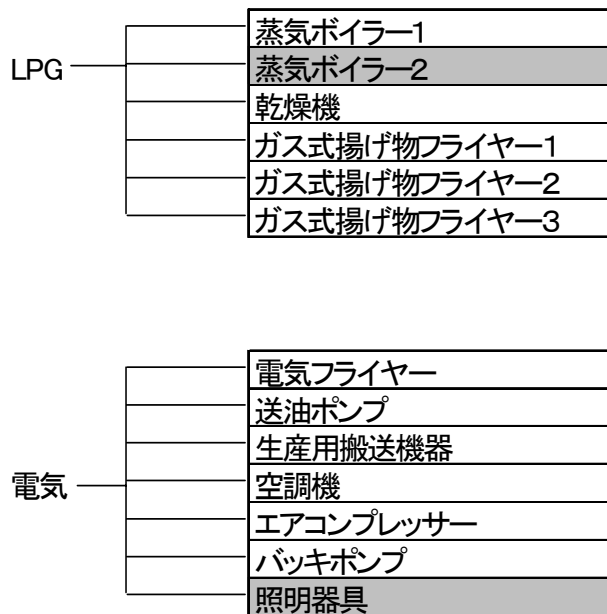 LPG
蒸気ボイラー1
蒸気ボイラー2
乾燥機
ガス式揚げ物フライヤー1
ガス式揚げ物フライヤー2
ガス式揚げ物フライヤー3
電気
電気フライヤー
送油ポンプ
生産用搬送機器
空調機
エアコンプレッサー
バッキポンプ
照明器具